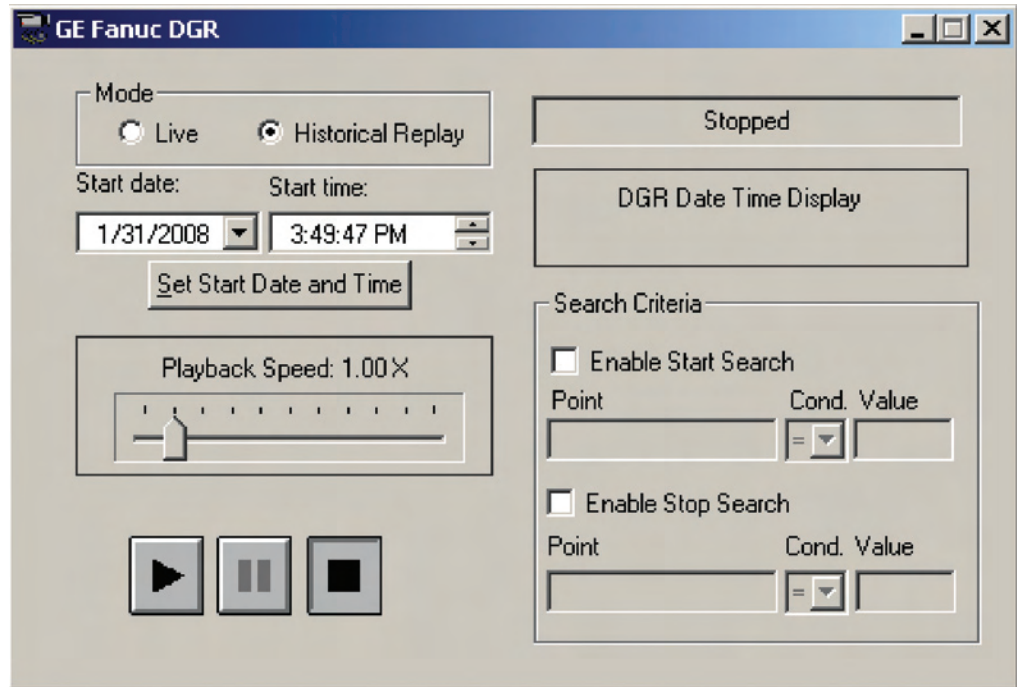 GE Fanuc DGR
Mode
Live
Historical Replay
Start date:
Start time:
1/31/2008
3:49:47 PM
Set Start Date and Time
Playback Speed: 1.00X
Stopped
DGR Date Time Display
Search Criteria
Enable Start Search
Point Cond. Value
=
Enable Stop Search
Point Cond. Value
=